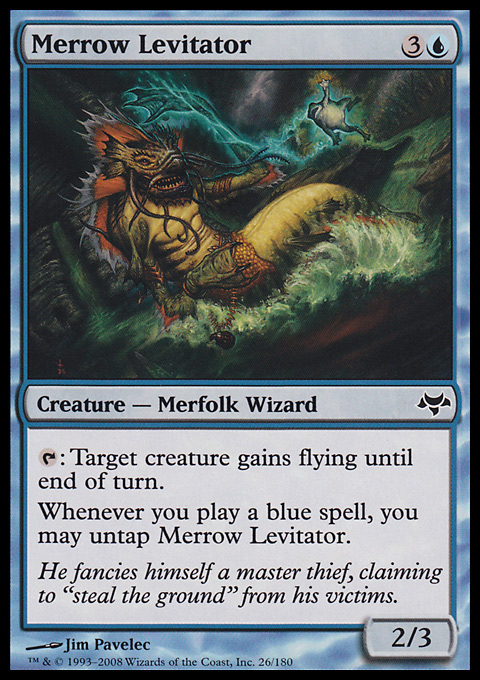 Merrow Levitator 3
Creature — Merfolk Wizard
: Target creature gains flying until
end of turn.
Whenever you play a blue spell, you
may untap Merrow Levitator.
He fancies himself a master thief, claiming
to “steal the ground” from his victims.
Jim Pavelec
2/3
™ & © 1993–2008 Wizards of the Coast, Inc. 26/180